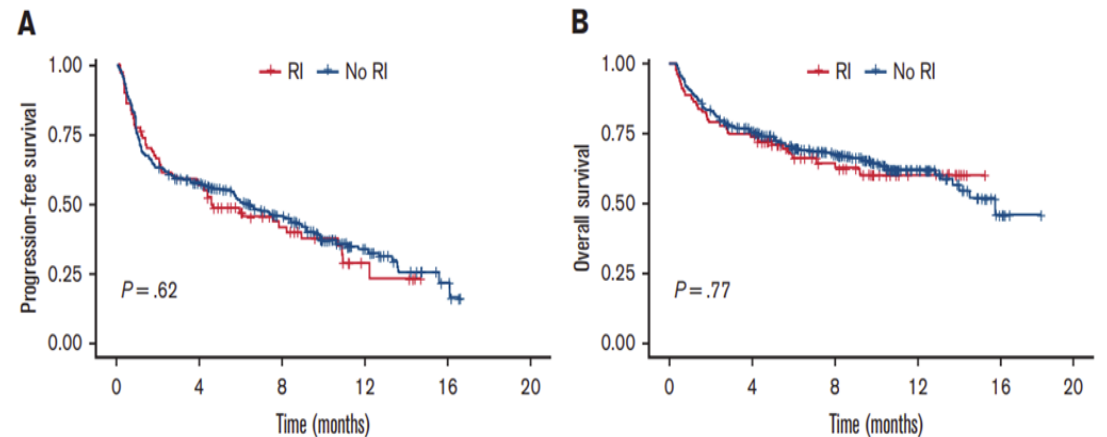 A
Progression-free survival
1.00
0.75
0.50
0.25
0.00
RI No RI
P = .62
0 4 8 12 16 20
Time (months)
B
Overall survival
1.00
0.75
0.50
0.25
0.00
RI No RI
P = .77
0 4 8 9 12 14 16 20
Time (months)